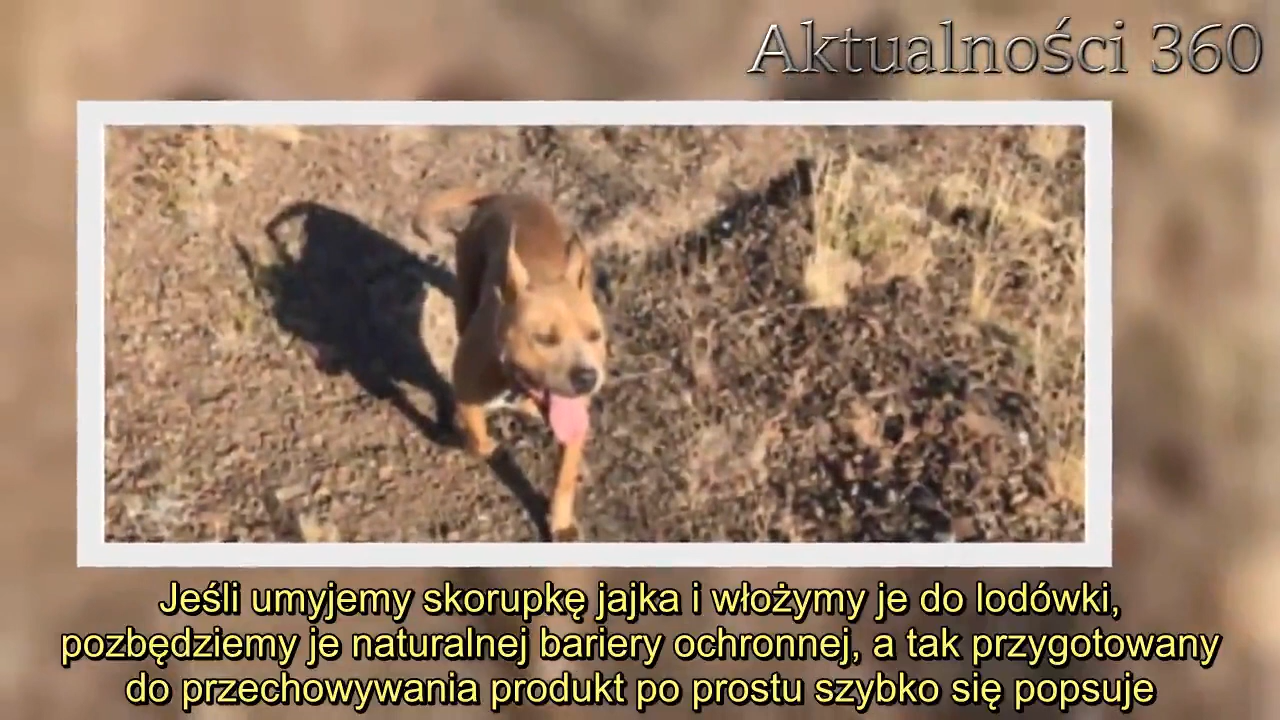 Aktualności 360
Jeśli umyjemy skorupkę jajka i włożymy je do lodówki,
pozbędziemy je naturalnej bariery ochronnej, a tak przygotowany
do przechowywania produkt po prostu szybko się popsuje